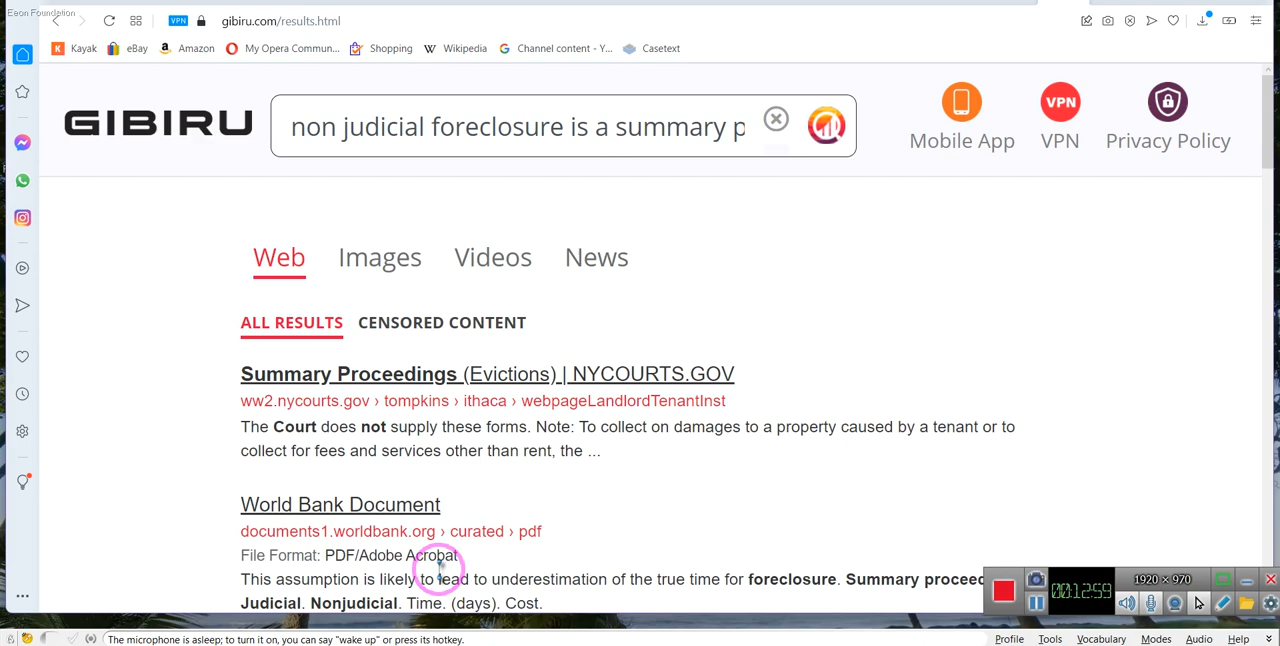 Eeon Foundation
VPN gibiru.com/results.html
Kayak eBay Amazon My Opera Commun... Shopping Wikipedia Channel content - Y... Casetext
GIBIRU
non judicial foreclosure is a summary p
VPN
Mobile App VPN Privacy Policy
Web Images Videos News
ALL RESULTS CENSORED CONTENT
Summary Proceedings (Evictions) | NYCOURTS.GOV
ww2.nycourts.gov › tompkins › ithaca › webpageLandlordTenantInst
The Court does not supply these forms. Note: To collect on damages to a property caused by a tenant or to
collect for fees and services other than rent, the ...
World Bank Document
documents1.worldbank.org › curated › pdf
File Format: PDF/Adobe Acrobat
This assumption is likely to lead to underestimation of the true time for foreclosure. Summary procee
Judicial. Nonjudicial. Time. (days). Cost.
00:12:59
1920 × 970
The microphone is asleep; to turn it on, you can say "wake up" or press its hotkey.
Profile Tools Vocabulary Modes Audio Help